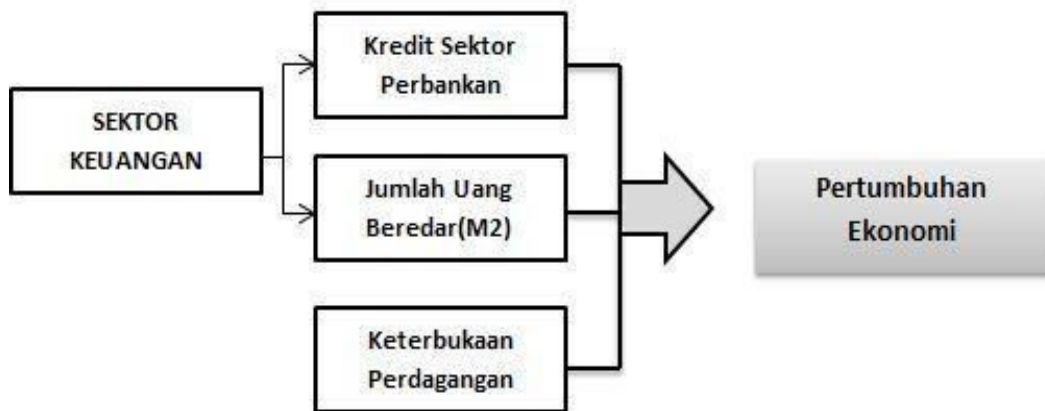 SEKTOR
KEUANGAN
Kredit Sektor
Perbankan
Jumlah Uang
Beredar(M2)
Keterbukaan
Perdagangan
Pertumbuhan
Ekonomi